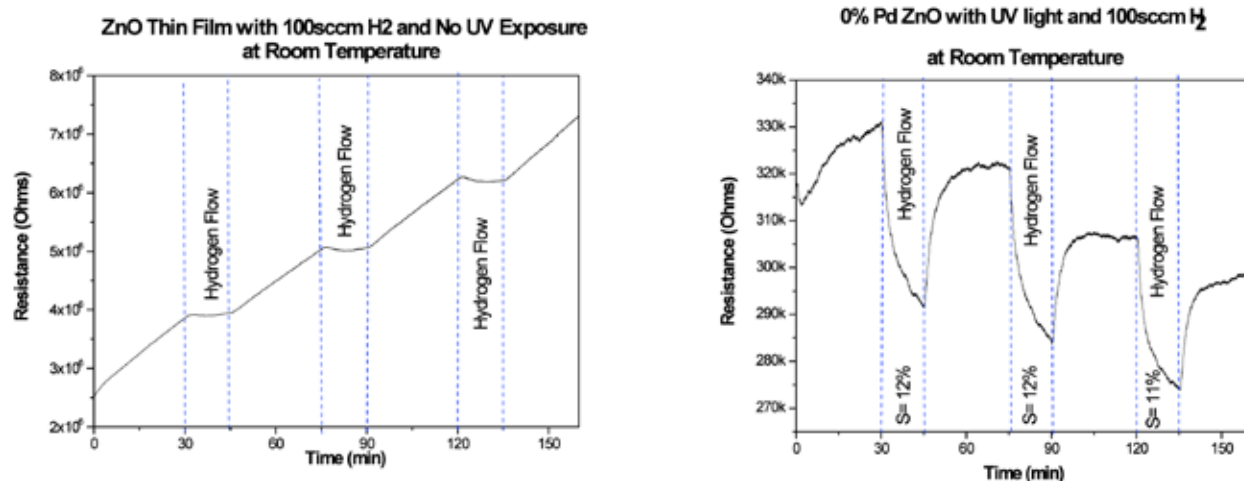 ZnO Thin Film with 100sccm H2 and No UV Exposure
at Room Temperature
Resistance (Ohms)
8x10⁶
7x10⁶
6x10⁶
5x10⁶
4x10⁶
3x10⁶
2x10⁶
Hydrogen Flow
Hydrogen Flow
Hydrogen Flow
0
30
60
90
120
150
Time (min)
0% Pd ZnO with UV light and 100sccm H₂
at Room Temperature
Resistance (Ohms)
340k
330k
320k
310k
300k
290k
280k
270k
Hydrogen Flow
Hydrogen Flow
Hydrogen Flow
S= 12%
S= 12%
S= 11%
0
30
60
90
120
150
Time (min)